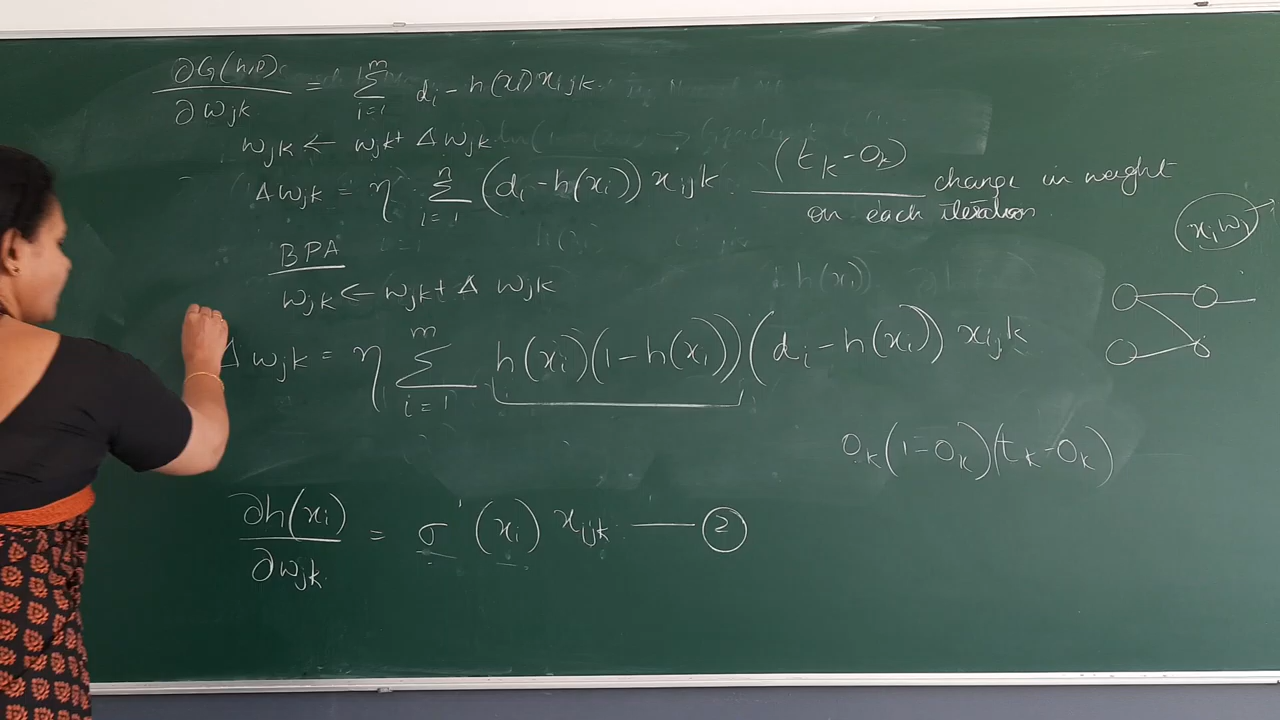 ∂G(h,D) / ∂wjk = Σ i=1 m di - h(xi) xijk
wjk ← wjk + Δwjk
Δwjk = η Σ i=1 n (di - h(xi)) xijk
(tk - Ok) change in weight
on each iteration
xiwj
BPA
wjk ← wjk + Δ wjk
Δwjk = η Σ i=1 m h(xi)(1-h(xi))(di-h(xi)) xijk
Ok(1-Ok)(tk-Ok)
∂h(xi) / ∂wjk = σ'(xi) xijk — ②